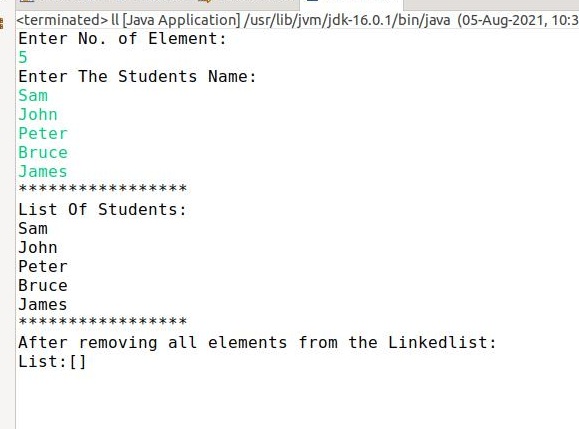 <terminated> ll [Java Application] /usr/lib/jvm/jdk-16.0.1/bin/java (05-Aug-2021, 10:3
Enter No. of Element:
5
Enter The Students Name:
Sam
John
Peter
Bruce
James
*****************
List Of Students:
Sam
John
Peter
Bruce
James
*****************
After removing all elements from the Linkedlist:
List:[]